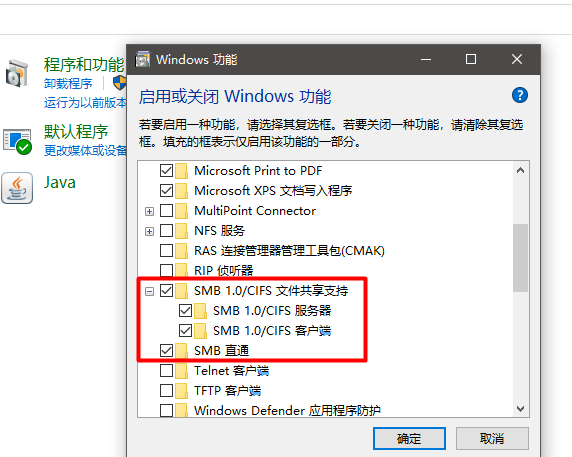 程序和功能
卸载程序
运行为以前版本
默认程序
更改媒体或设备
Java
Windows 功能
启用或关闭 Windows 功能
若要启用一种功能，请选择其复选框。若要关闭一种功能，请清除其复选
框。填充的框表示仅启用该功能的一部分。
Microsoft Print to PDF
Microsoft XPS 文档写入程序
MultiPoint Connector
NFS 服务
RAS 连接管理器管理工具包(CMAK)
RIP 侦听器
SMB 1.0/CIFS 文件共享支持
SMB 1.0/CIFS 服务器
SMB 1.0/CIFS 客户端
SMB 直通
Telnet 客户端
TFTP 客户端
Windows Defender 应用程序防护
确定
取消